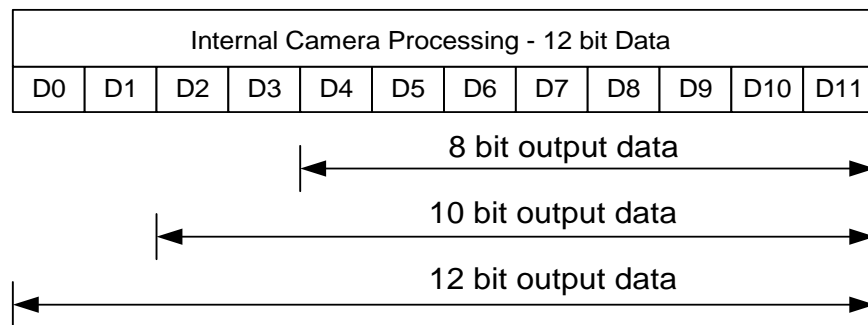 Internal Camera Processing - 12 bit Data
D0 D1 D2 D3 D4 D5 D6 D7 D8 D9 D10 D11
8 bit output data
10 bit output data
12 bit output data